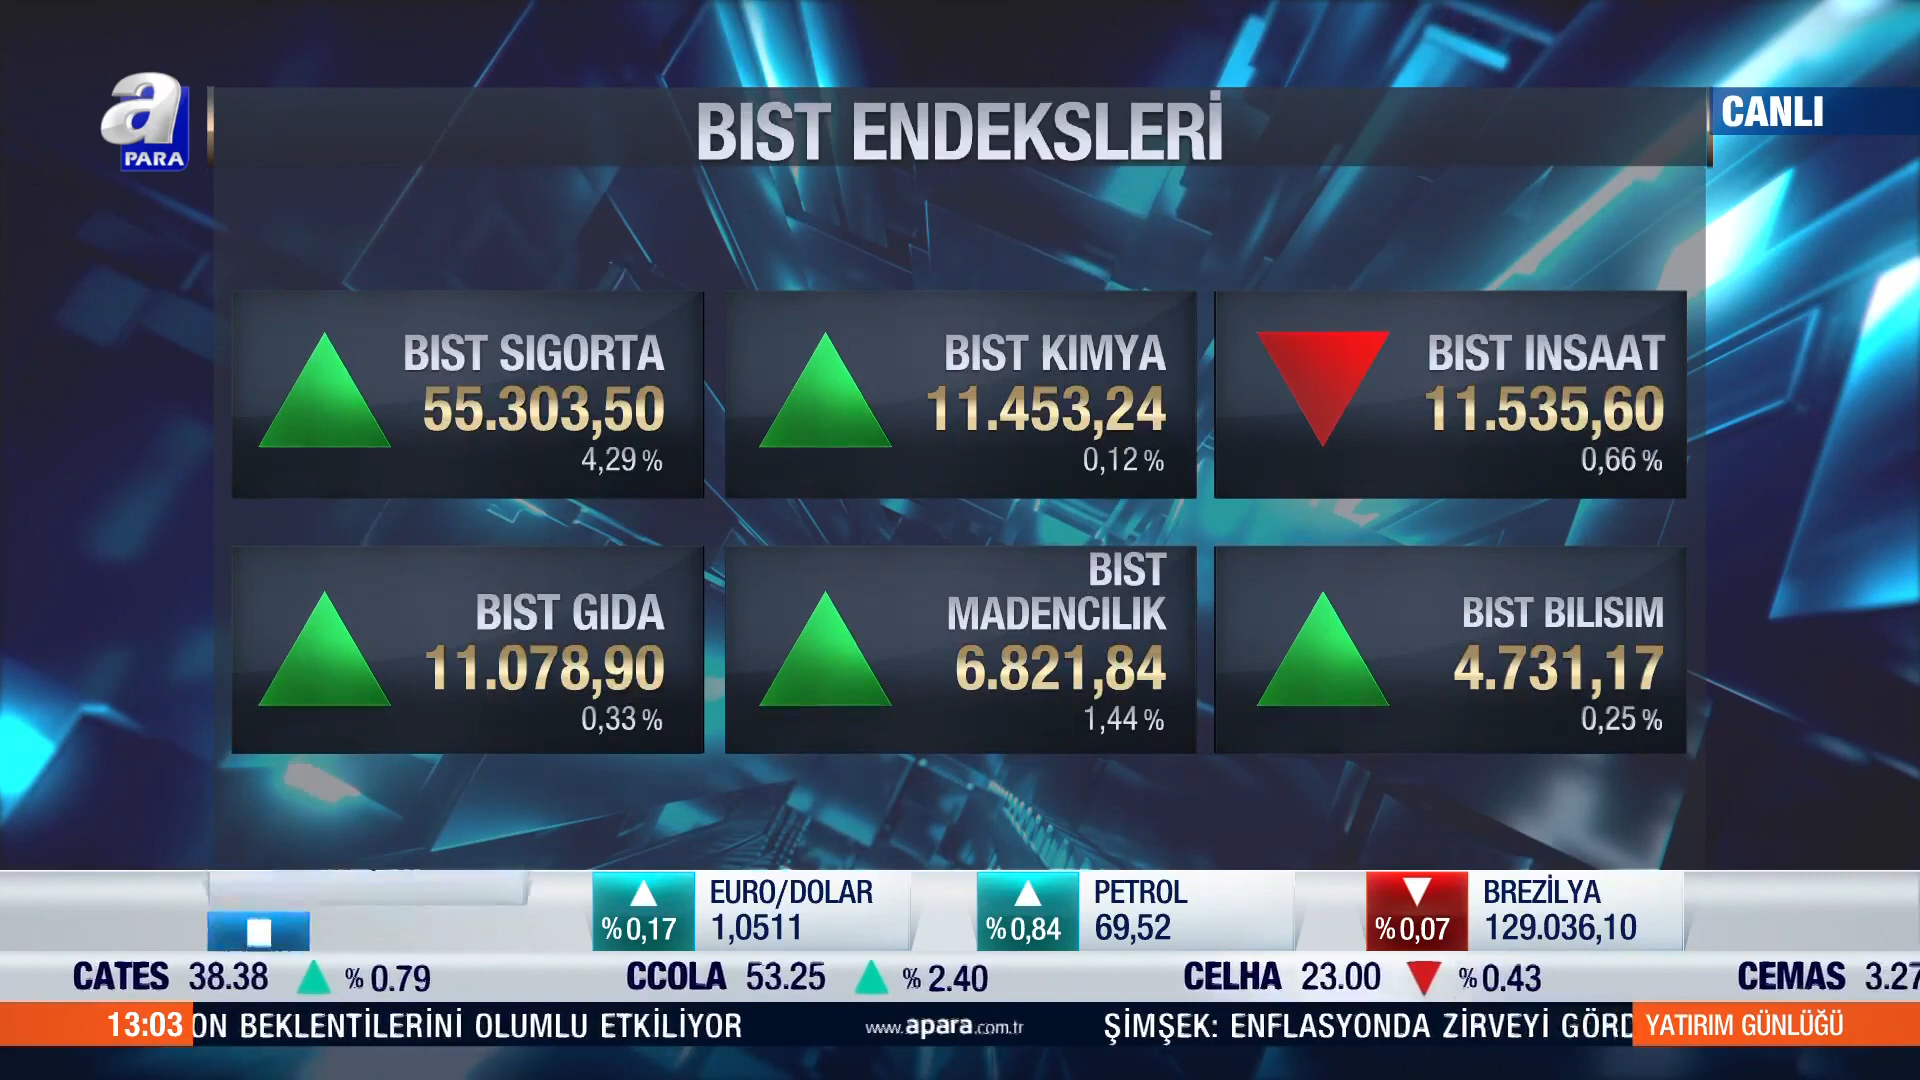 a
PARA
BIST ENDEKSLERİ
CANLI
BIST SIGORTA
55.303,50
4,29 %
BIST KIMYA
11.453,24
0,12 %
BIST INSAAT
11.535,60
0,66 %
BIST GIDA
11.078,90
0,33 %
BIST
MADENCILIK
6.821,84
1,44 %
BIST BILISIM
4.731,17
0,25 %
% 0,17
EURO/DOLAR
1,0511
% 0,84
PETROL
69,52
% 0,07
BREZİLYA
129.036,10
CATES 38.38 % 0.79 CCOLA 53.25 % 2.40 CELHA 23.00 % 0.43 CEMAS 3.27
13:03 ON BEKLENTİLERİNİ OLUMLU ETKİLİYOR www.apara.com.tr ŞİMŞEK: ENFLASYONDA ZİRVEYİ GÖRD YATIRIM GÜNLÜĞÜ